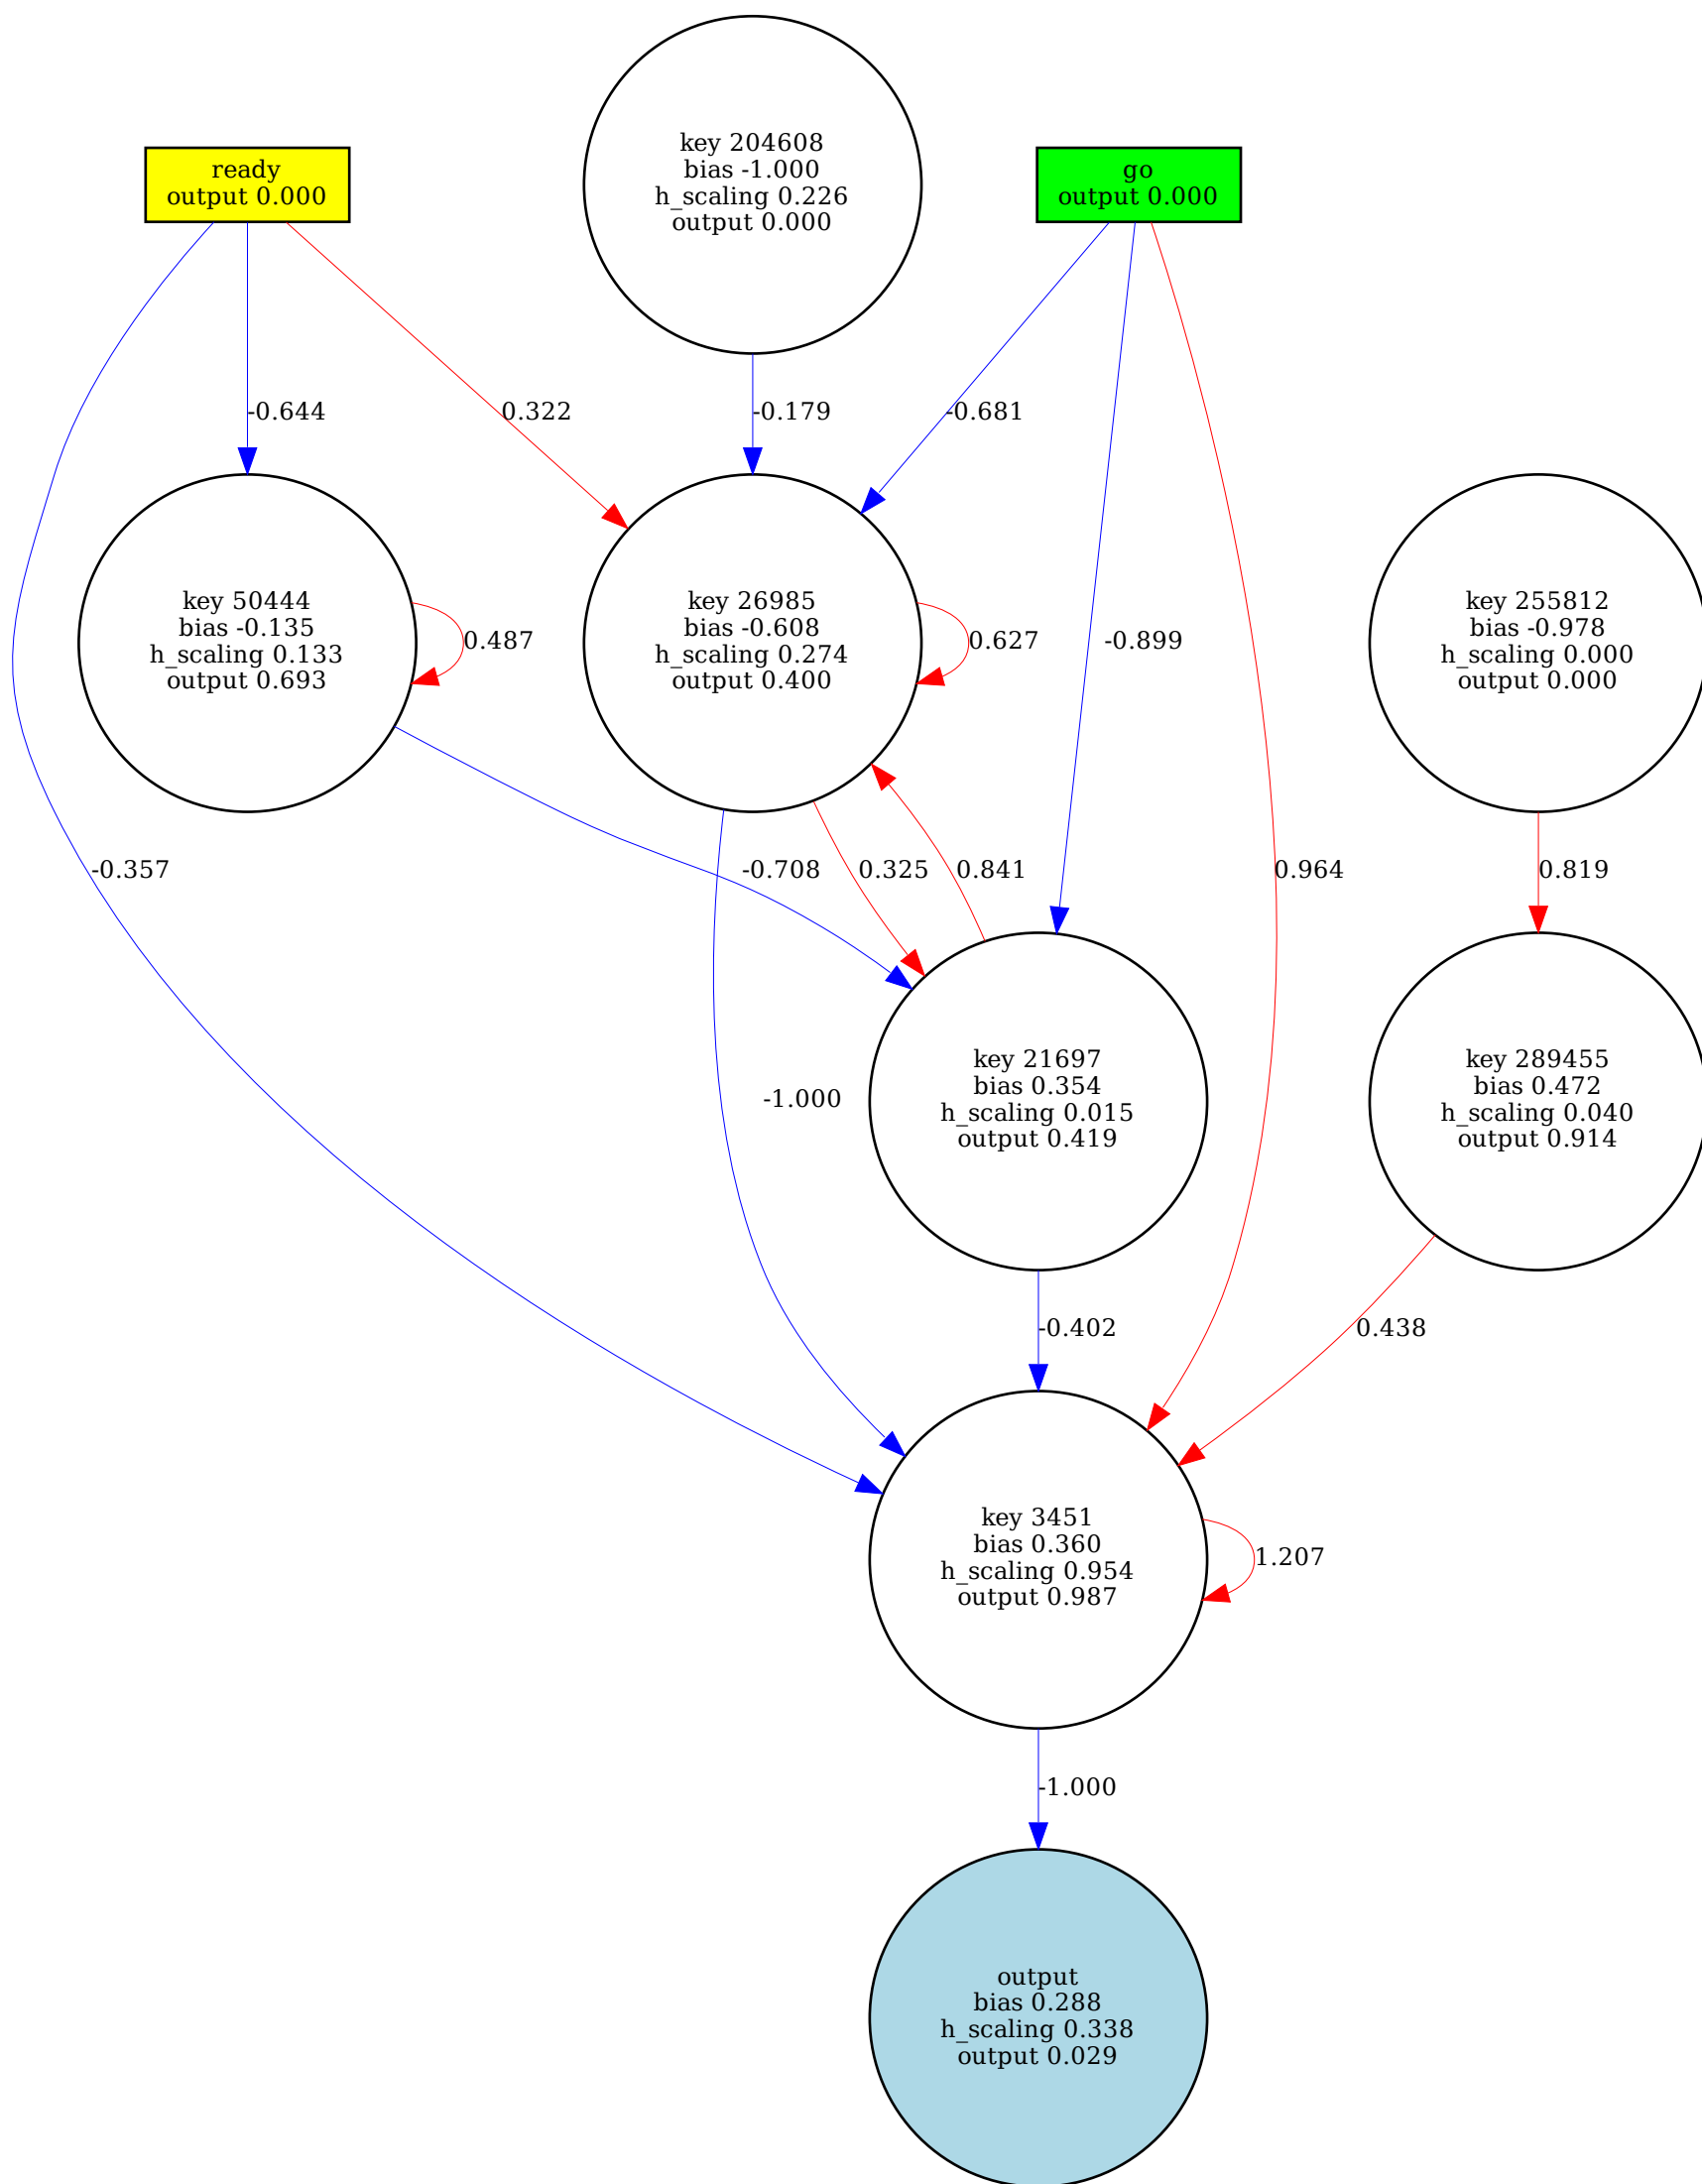 key 204608
bias -1.000
h_scaling 0.226
output 0.000
ready
output 0.000
go
output 0.000
-0.644
0.322
-0.179
-0.681
key 50444
bias -0.135
h_scaling 0.133
output 0.693
0.487
key 26985
bias -0.608
h_scaling 0.274
output 0.400
0.627
-0.899
key 255812
bias -0.978
h_scaling 0.000
output 0.000
-0.357
-0.708
0.325
0.841
0.964
0.819
-1.000
key 21697
bias 0.354
h_scaling 0.015
output 0.419
key 289455
bias 0.472
h_scaling 0.040
output 0.914
-0.402
0.438
key 3451
bias 0.360
h_scaling 0.954
output 0.987
1.207
-1.000
output
bias 0.288
h_scaling 0.338
output 0.029